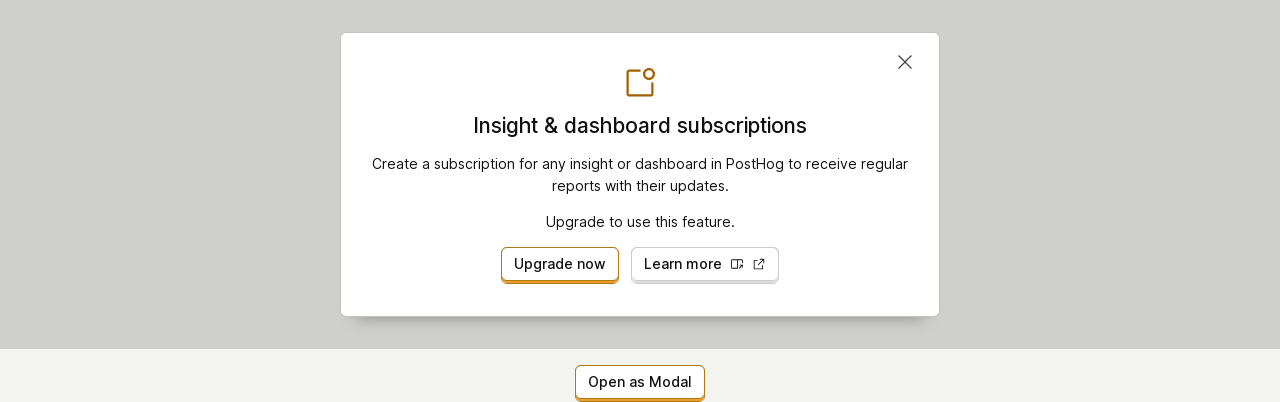 Insight & dashboard subscriptions
Create a subscription for any insight or dashboard in PostHog to receive regular
reports with their updates.
Upgrade to use this feature.
Upgrade now
Learn more
Open as Modal